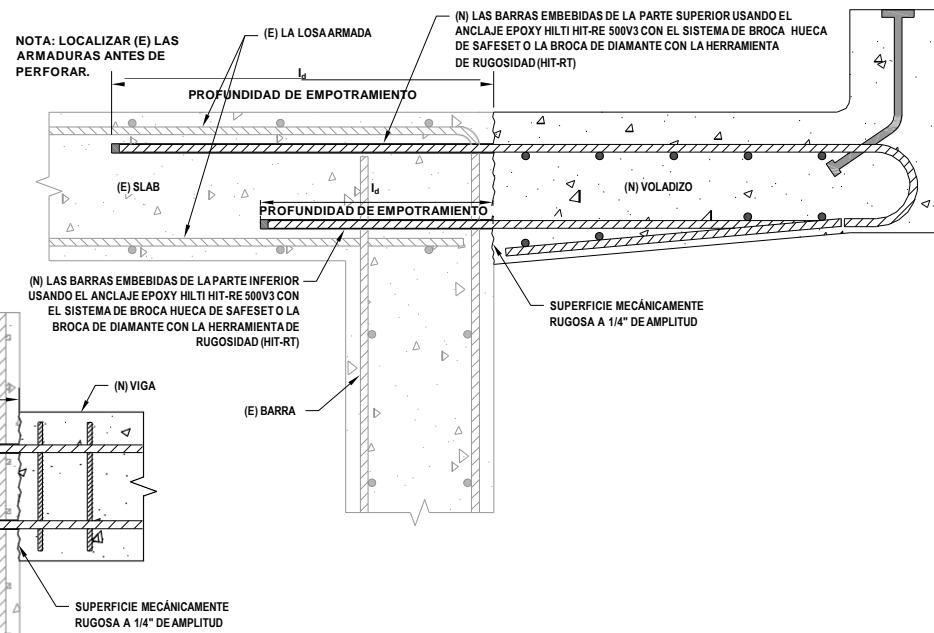 NOTA: LOCALIZAR (E) LAS
ARMADURAS ANTES DE
PERFORAR.
(E) LA LOSA ARMADA
(N) LAS BARRAS EMBEBIDAS DE LA PARTE SUPERIOR USANDO EL
ANCLAJE EPOXY HILTI HIT-RE 500V3 CON EL SISTEMA DE BROCA HUECA
DE SAFESET O LA BROCA DE DIAMANTE CON LA HERRAMIENTA
DE RUGOSIDAD (HIT-RT)
ld
PROFUNDIDAD DE EMPOTRAMIENTO
(E) SLAB
ld
PROFUNDIDAD DE EMPOTRAMIENTO
(N) VOLADIZO
(N) LAS BARRAS EMBEBIDAS DE LA PARTE INFERIOR
USANDO EL ANCLAJE EPOXY HILTI HIT-RE 500V3 CON
EL SISTEMA DE BROCA HUECA DE SAFESET O LA
BROCA DE DIAMANTE CON LA HERRAMIENTA DE
RUGOSIDAD (HIT-RT)
SUPERFICIE MECÁNICAMENTE
RUGOSA A 1/4" DE AMPLITUD
(N) VIGA
(E) BARRA
SUPERFICIE MECÁNICAMENTE
RUGOSA A 1/4" DE AMPLITUD